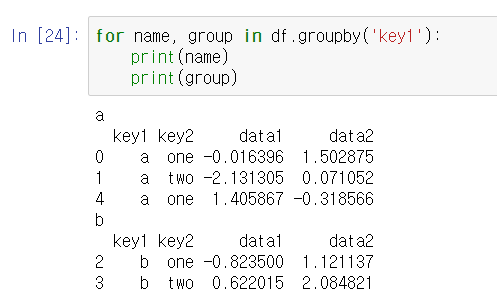 In [24]: for name, group in df.groupby('key1'):
    print(name)
    print(group)
a
  key1 key2     data1     data2
0    a  one -0.016396  1.502875
1    a  two -2.131305  0.071052
4    a  one  1.405867 -0.318566
b
  key1 key2     data1     data2
2    b  one -0.823500  1.121137
3    b  two  0.622015  2.084821